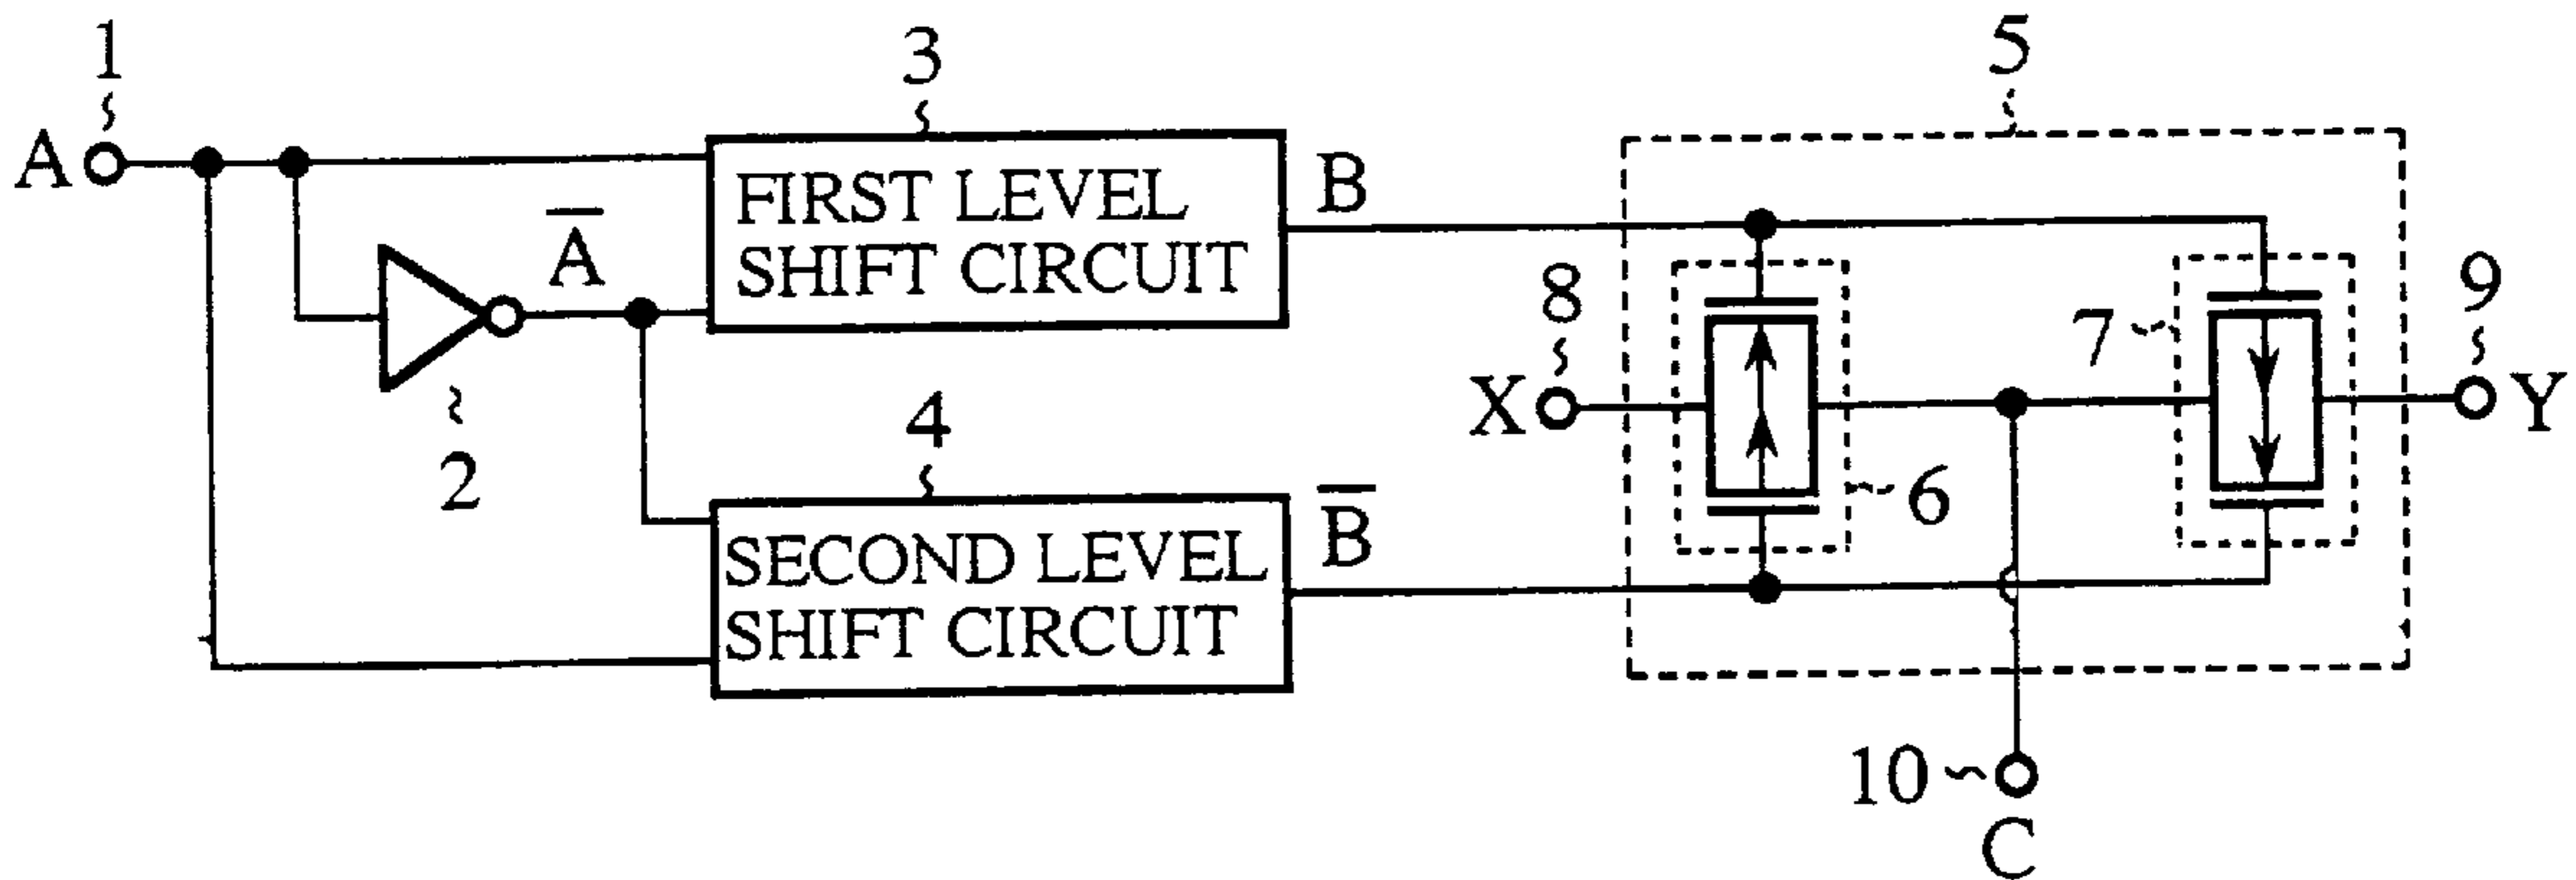 1
A
2
A̅
3
FIRST LEVEL
SHIFT CIRCUIT
B
4
SECOND LEVEL
SHIFT CIRCUIT
B̅
5
8
X
6
7
9
Y
10
C